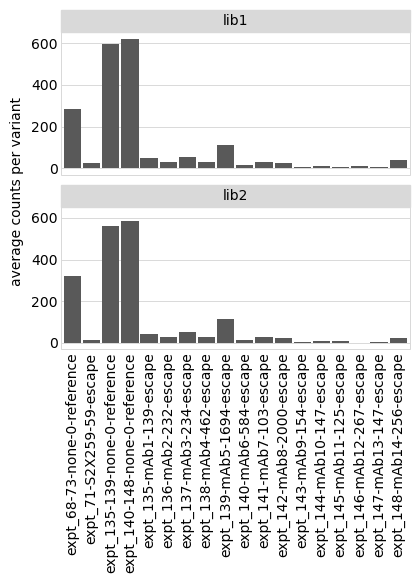 lib1
600
400
200
0
average counts per variant
lib2
600
400
200
0
expt_68-73-none-0-reference
expt_71-S2X259-59-escape
expt_135-139-none-0-reference
expt_140-148-none-0-reference
expt_135-mAb1-139-escape
expt_136-mAb2-232-escape
expt_137-mAb3-234-escape
expt_138-mAb4-462-escape
expt_139-mAb5-1694-escape
expt_140-mAb6-584-escape
expt_141-mAb7-103-escape
expt_142-mAb8-2000-escape
expt_143-mAb9-154-escape
expt_144-mAb10-147-escape
expt_145-mAb11-125-escape
expt_146-mAb12-267-escape
expt_147-mAb13-147-escape
expt_148-mAb14-256-escape